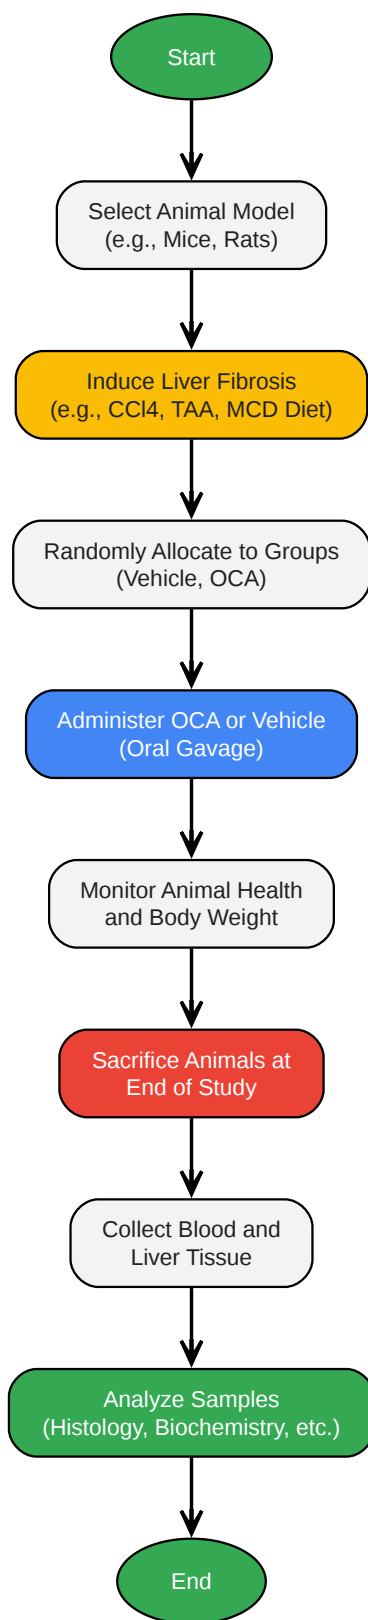 Start
Select Animal Model
(e.g., Mice, Rats)
Induce Liver Fibrosis
(e.g., CCl4, TAA, MCD Diet)
Randomly Allocate to Groups
(Vehicle, OCA)
Administer OCA or Vehicle
(Oral Gavage)
Monitor Animal Health
and Body Weight
Sacrifice Animals at
End of Study
Collect Blood and
Liver Tissue
Analyze Samples
(Histology, Biochemistry, etc.)
End